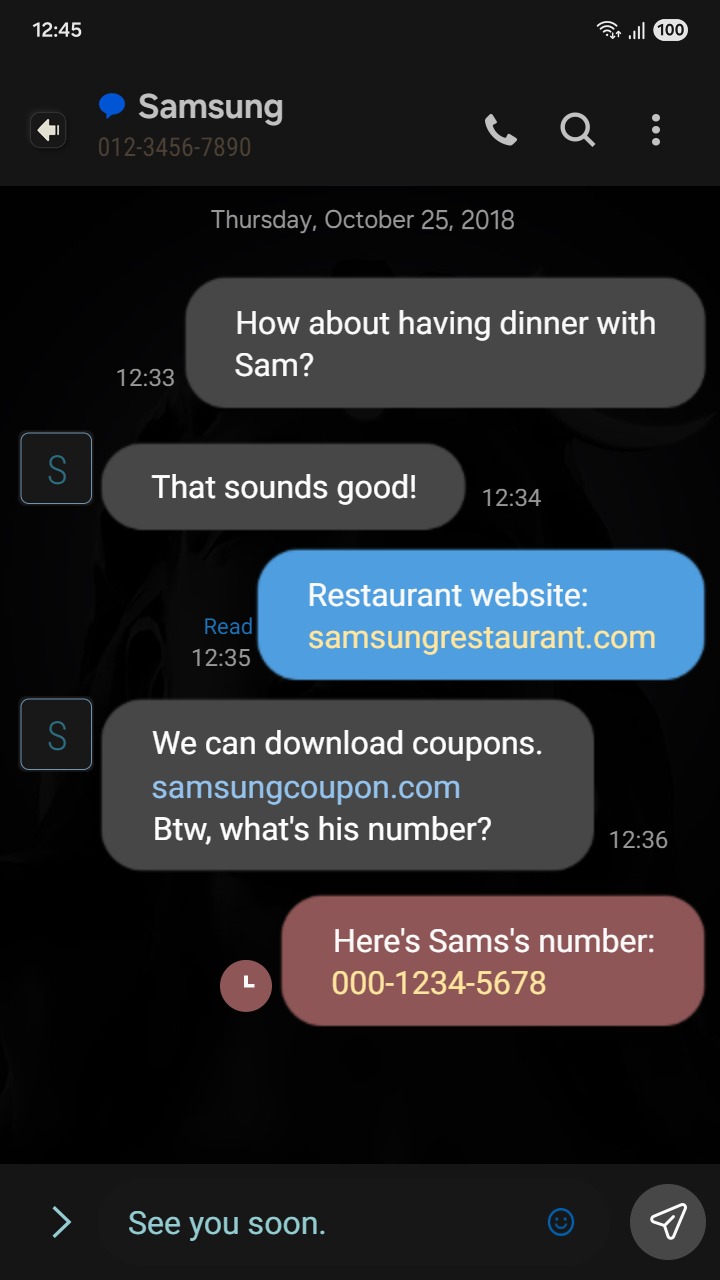 12:45
100
Samsung
012-3456-7890
Thursday, October 25, 2018
How about having dinner with
Sam?
12:33
S
That sounds good!
12:34
Restaurant website:
samsungrestaurant.com
Read
12:35
S
We can download coupons.
samsungcoupon.com
Btw, what's his number?
12:36
Here's Sams's number:
000-1234-5678
See you soon.